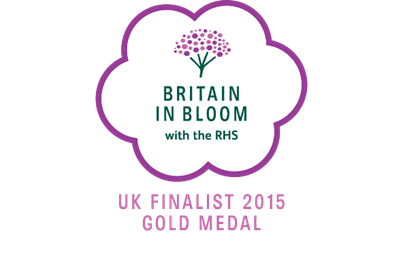 BRITAIN
IN BLOOM
with the RHS
UK FINALIST 2015
GOLD MEDAL